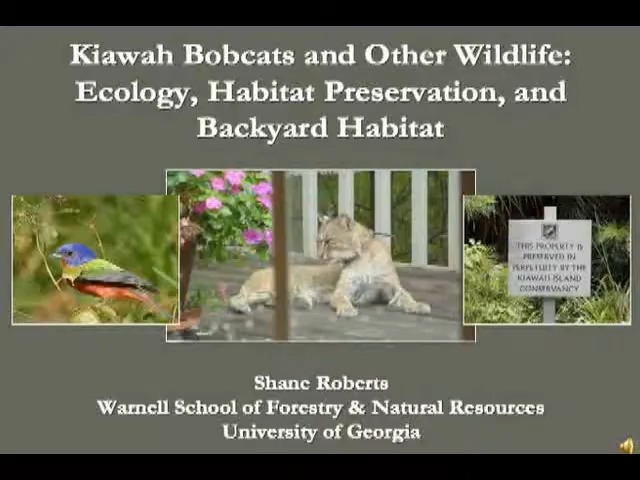 Kiawah Bobcats and Other Wildlife:
Ecology, Habitat Preservation, and
Backyard Habitat
THIS PROPERTY IS
PRESERVED IN
PERPETUITY BY THE
KIAWAH ISLAND
CONSERVANCY
Shane Roberts
Warnell School of Forestry & Natural Resources
University of Georgia